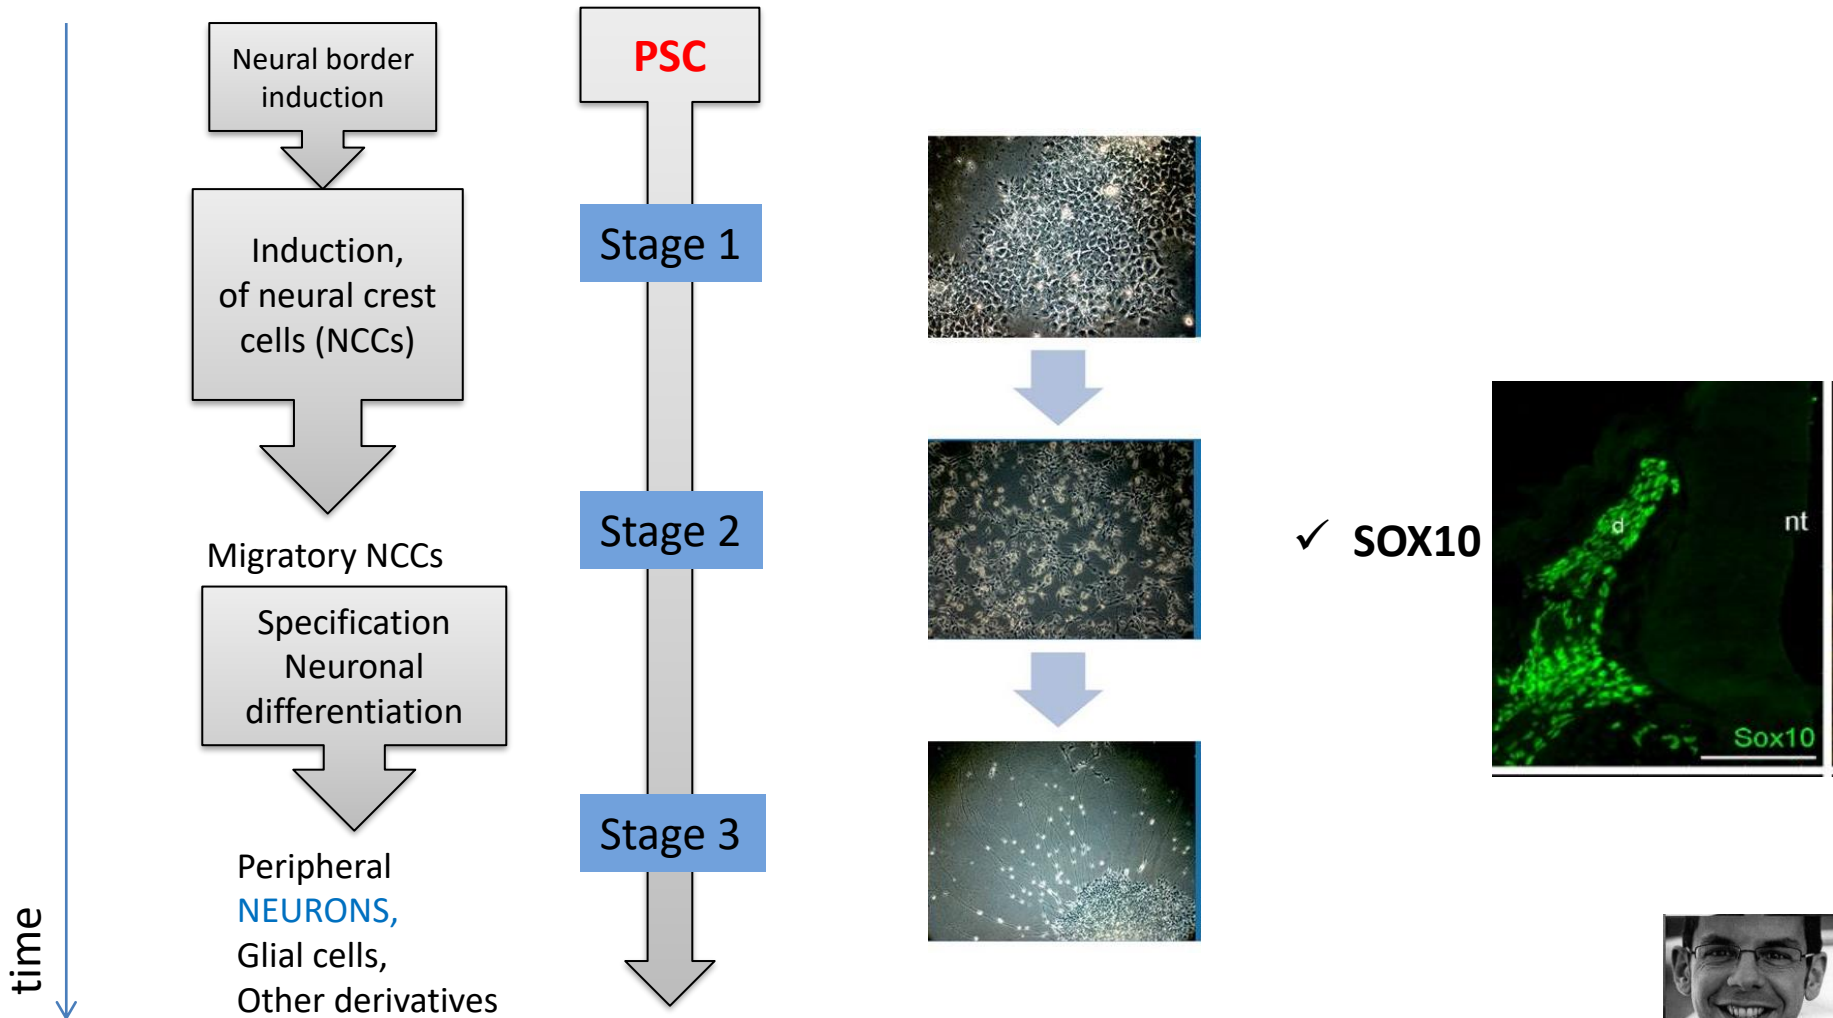 Neural border
induction
Induction,
of neural crest
cells (NCCs)
Migratory NCCs
Specification
Neuronal
differentiation
Peripheral
NEURONS,
Glial cells,
Other derivatives
time
PSC
Stage 1
Stage 2
Stage 3
✓ SOX10
d
nt
Sox10